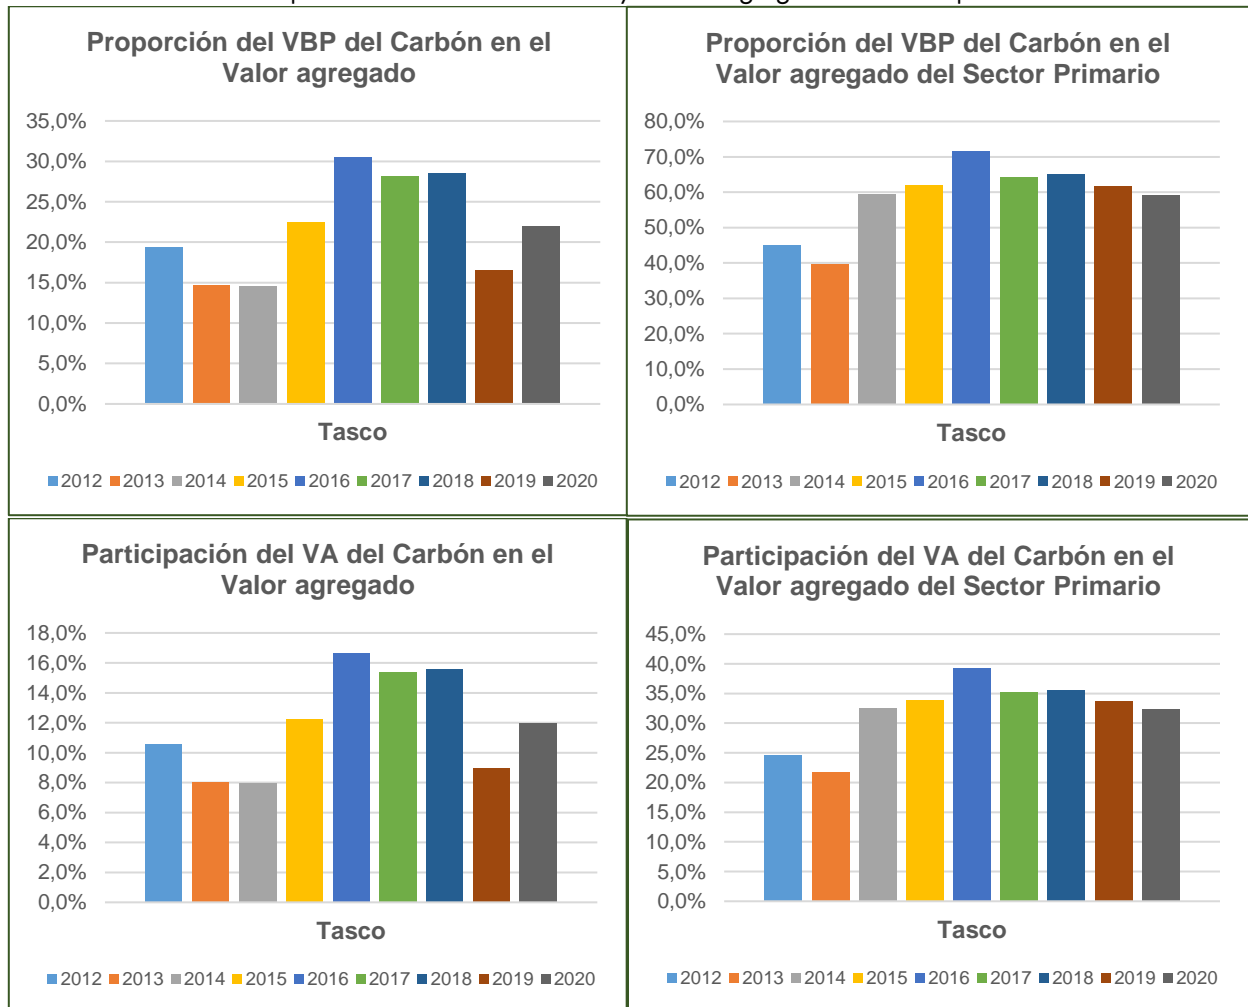 Proporción del VBP del Carbón en el
Valor agregado
35,0%
30,0%
25,0%
20,0%
15,0%
10,0%
5,0%
0,0%
Tasco
2012 2013 2014 2015 2016 2017 2018 2019 2020
Proporción del VBP del Carbón en el
Valor agregado del Sector Primario
80,0%
70,0%
60,0%
50,0%
40,0%
30,0%
20,0%
10,0%
0,0%
Tasco
2012 2013 2014 2015 2016 2017 2018 2019 2020
Participación del VA del Carbón en el
Valor agregado
18,0%
16,0%
14,0%
12,0%
10,0%
8,0%
6,0%
4,0%
2,0%
0,0%
Tasco
2012 2013 2014 2015 2016 2017 2018 2019 2020
Participación del VA del Carbón en el
Valor agregado del Sector Primario
45,0%
40,0%
35,0%
30,0%
25,0%
20,0%
15,0%
10,0%
5,0%
0,0%
Tasco
2012 2013 2014 2015 2016 2017 2018 2019 2020